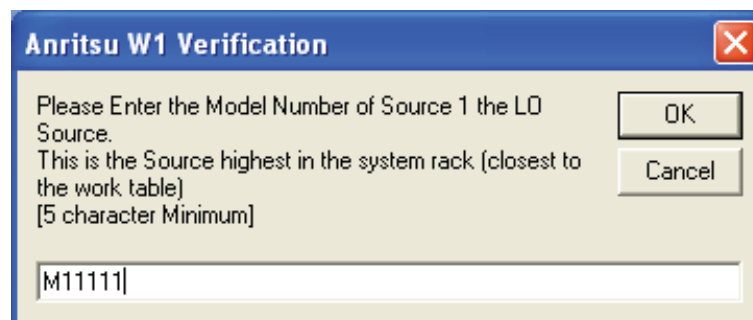 Anritsu W1 Verification
Please Enter the Model Number of Source 1 the LO
Source.
This is the Source highest in the system rack (closest to
the work table)
[5 character Minimum]
OK
Cancel
M11111